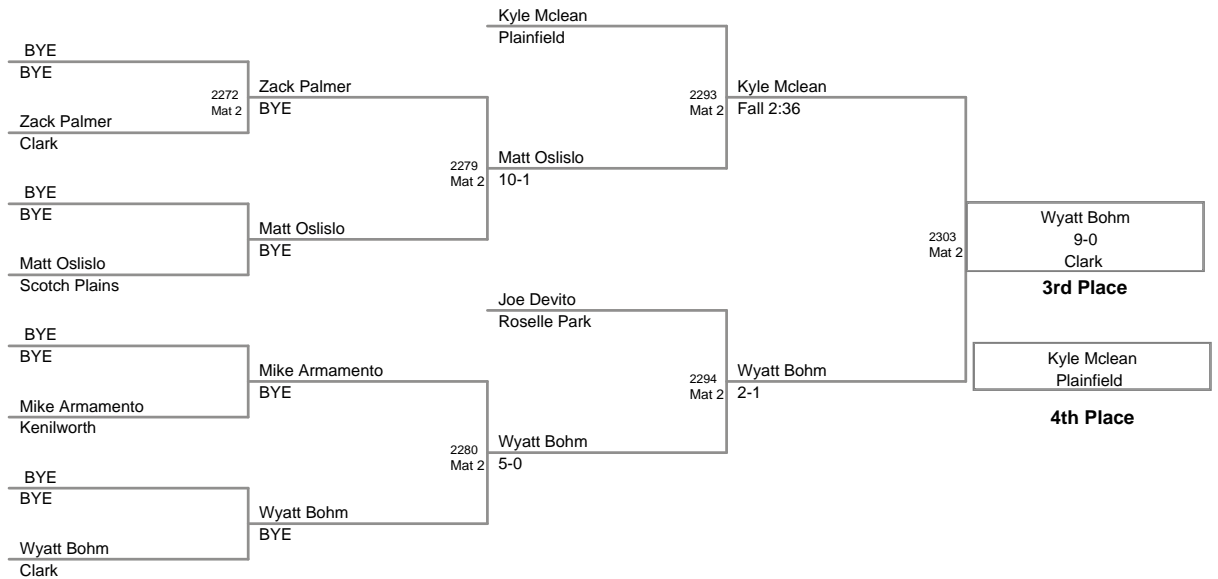 Kyle Mclean
Plainfield
BYE
BYE
2272
Mat 2
Zack Palmer
BYE
2293
Mat 2
Kyle Mclean
Fall 2:36
Zack Palmer
Clark
2279
Mat 2
Matt Oslislo
10-1
BYE
BYE
Matt Oslislo
BYE
2303
Mat 2
Wyatt Bohm
9-0
Clark
3rd Place
Matt Oslislo
Scotch Plains
Joe Devito
Roselle Park
BYE
BYE
Mike Armamento
BYE
2294
Mat 2
Wyatt Bohm
2-1
Kyle Mclean
Plainfield
4th Place
Mike Armamento
Kenilworth
2280
Mat 2
Wyatt Bohm
5-0
BYE
BYE
Wyatt Bohm
BYE
Wyatt Bohm
Clark